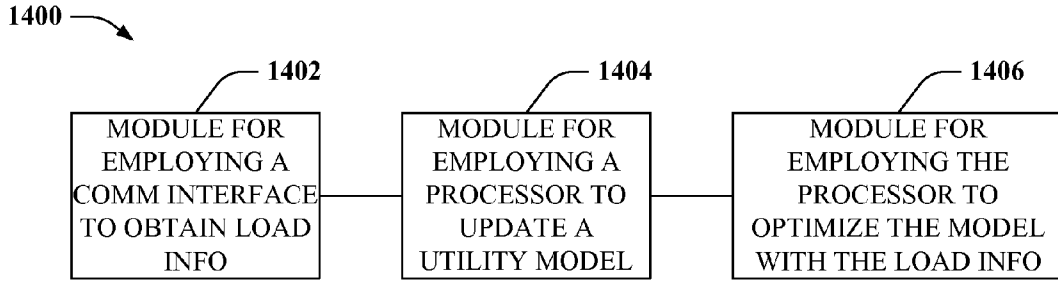 1400
1402
1404
1406
MODULE FOR
EMPLOYING A
COMM INTERFACE
TO OBTAIN LOAD
INFO
MODULE FOR
EMPLOYING A
PROCESSOR TO
UPDATE A
UTILITY MODEL
MODULE FOR
EMPLOYING THE
PROCESSOR TO
OPTIMIZE THE MODEL
WITH THE LOAD INFO